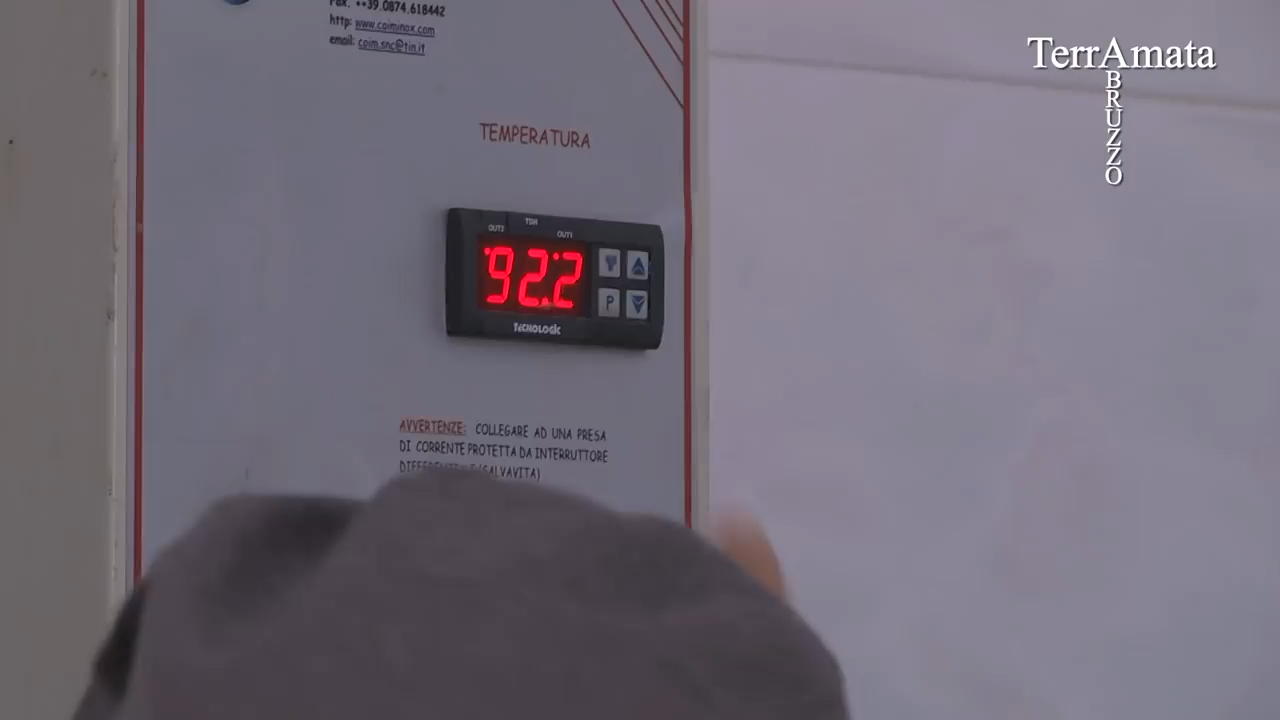 Fax. ++39.0874.618442
http: www.coiminox.com
email: coim.snc@tin.it
TerrAmata
ABRUZZO
TEMPERATURA
OUT2 OUT1
92.2
P
TECNOLOGIC
AVVERTENZE: COLLEGARE AD UNA PRESA
DI CORRENTE PROTETTA DA INTERRUTTORE
(SALVAVITA)